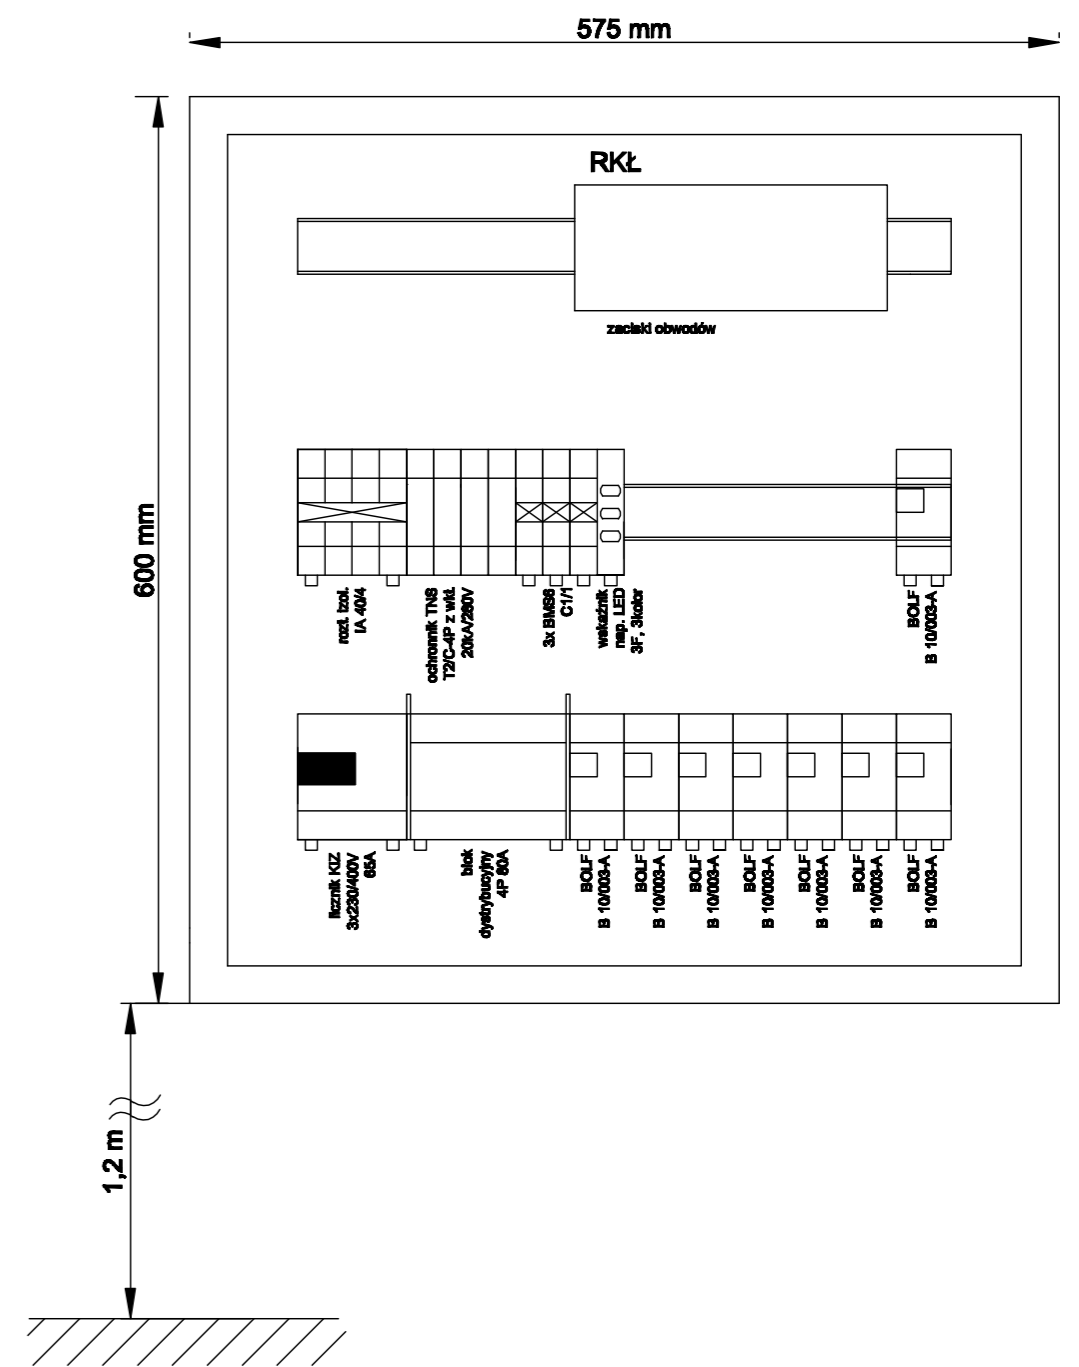 575 mm
RKŁ
zaciski obwodów
600 mm
rozł. izol.
IA 40/4
ochronnik TNS
T2/C-4P z wkł.
20kA/280V
3x BMS6
C1/1
wskaźnik
nap. LED
3F, 3kolor
BOLF
B 10/003-A
licznik KIZ
3x230/400V
65A
blok
dystrybucyjny
4P 80A
BOLF
B 10/003-A
BOLF
B 10/003-A
BOLF
B 10/003-A
BOLF
B 10/003-A
BOLF
B 10/003-A
BOLF
B 10/003-A
BOLF
B 10/003-A
1,2 m